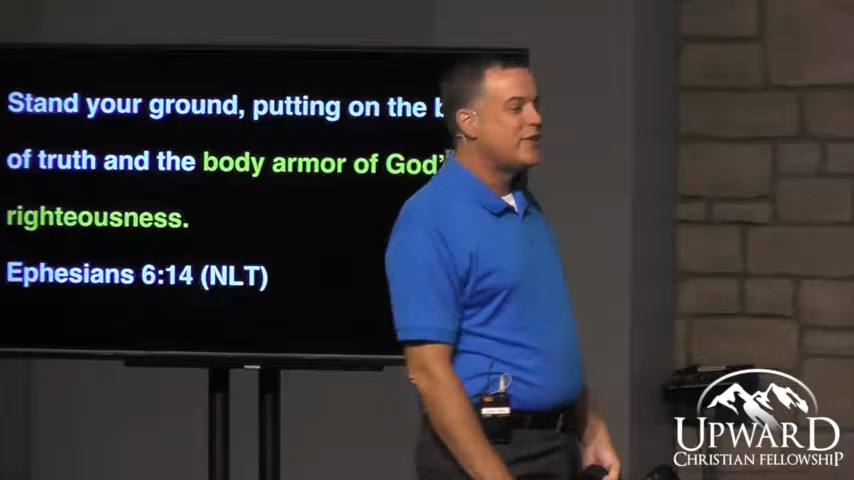 Stand your ground, putting on the
of truth and the body armor of God'
righteousness.
Ephesians 6:14 (NLT)
UPWARD
CHRISTIAN FELLOWSHIP